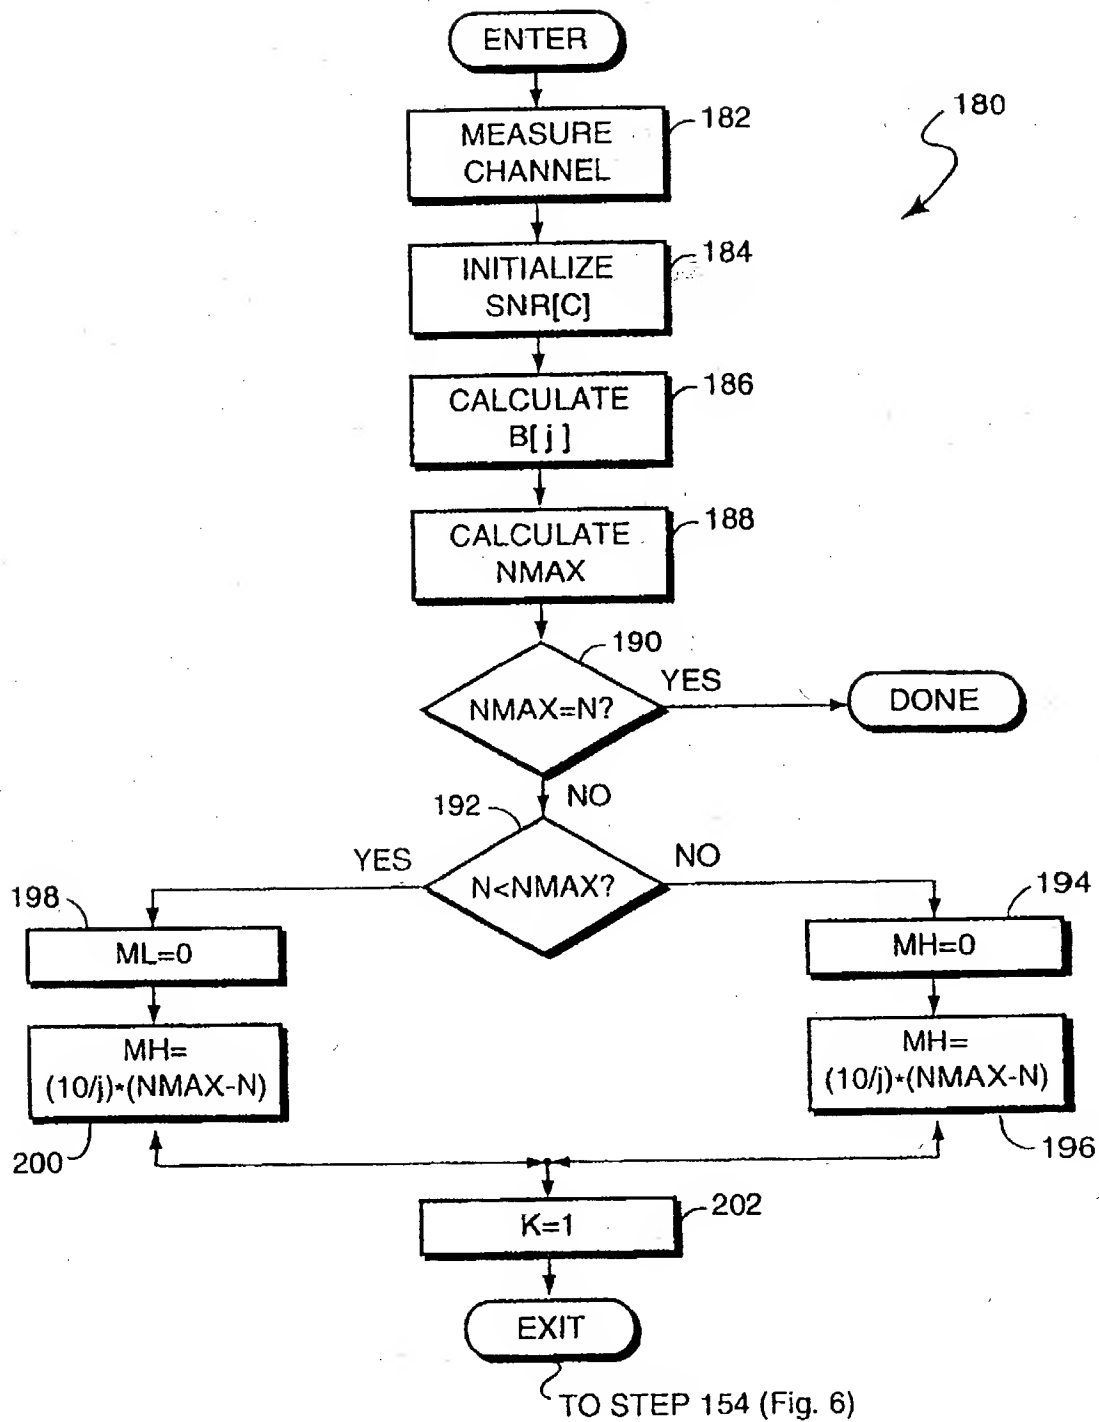 ENTER
180
MEASURE
CHANNEL
182
INITIALIZE
SNR[C]
184
CALCULATE
B[j]
186
CALCULATE
NMAX
188
190
NMAX=N?
YES
DONE
NO
192
N<NMAX?
YES
NO
198
ML=0
194
MH=0
MH=
(10/j)*(NMAX-N)
200
MH=
(10/j)*(NMAX-N)
196
K=1
202
EXIT
TO STEP 154 (Fig. 6)